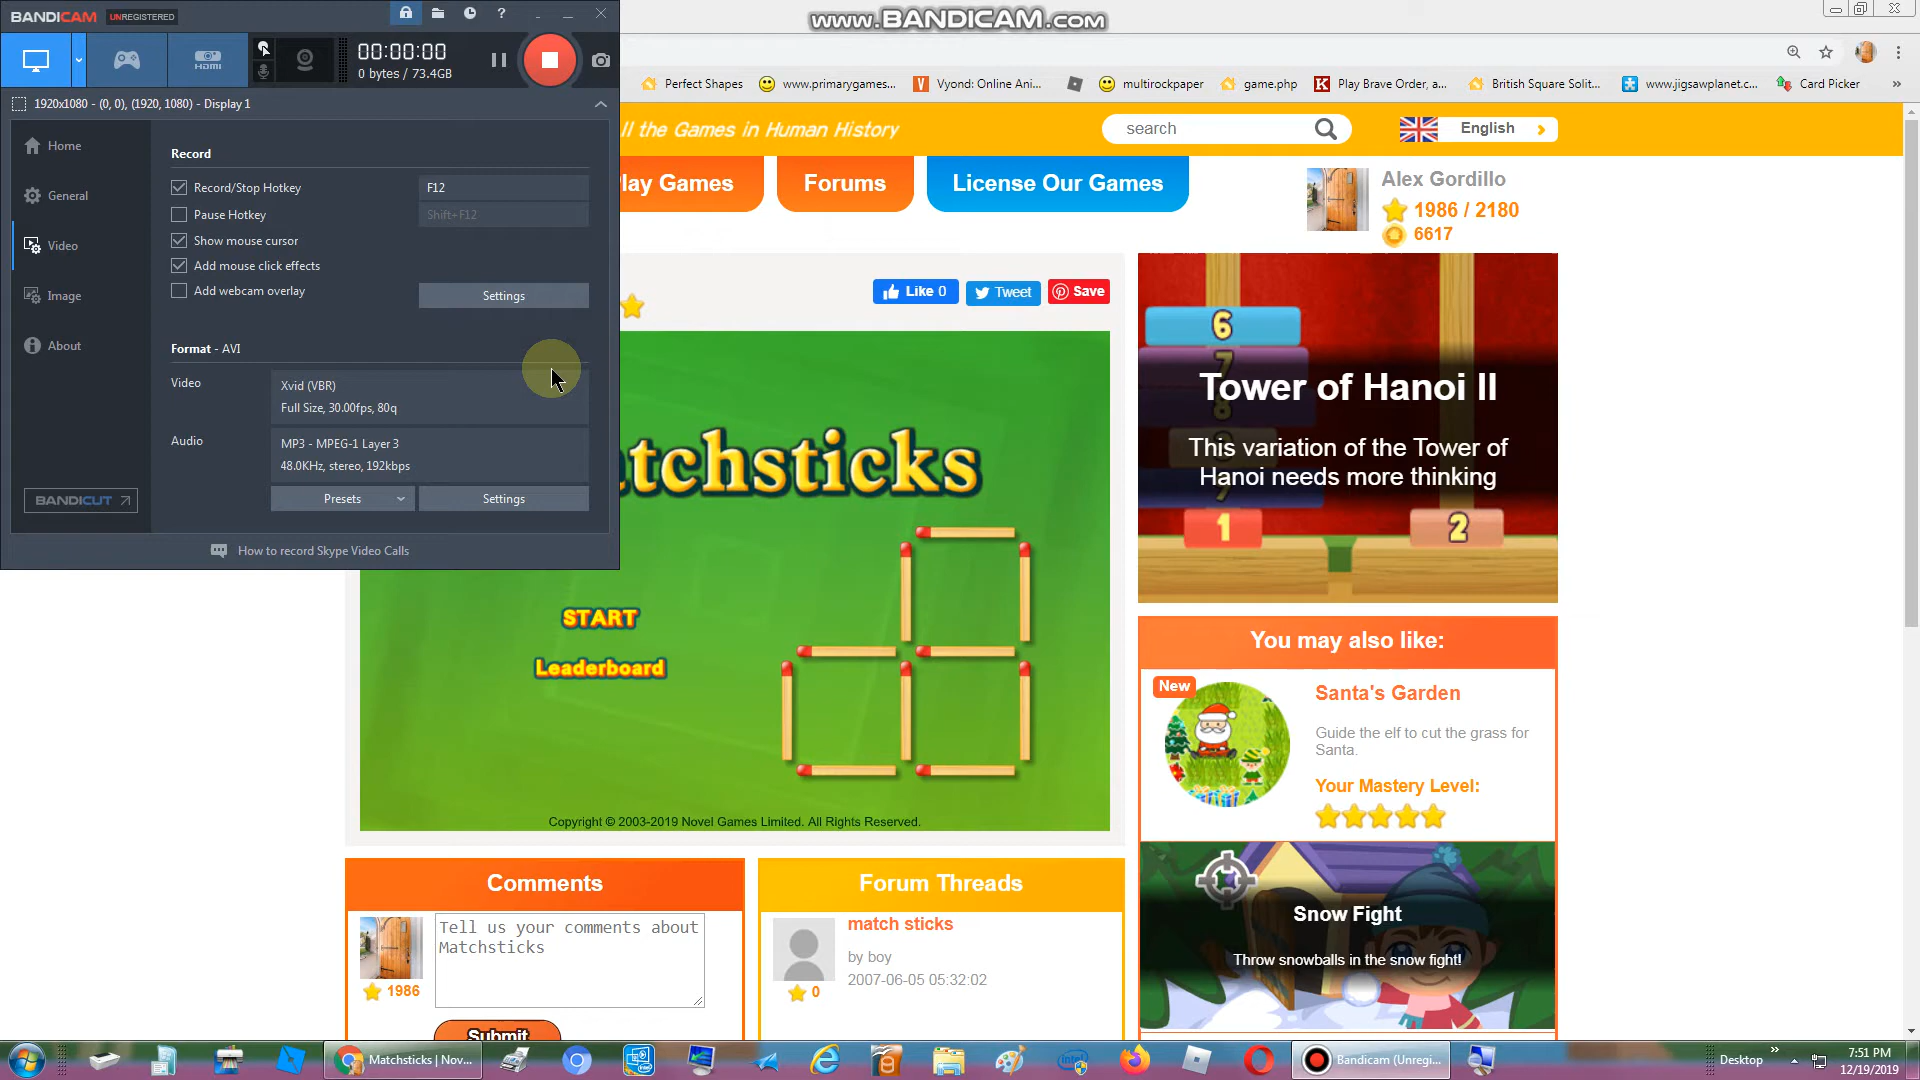 BANDICAM UNREGISTERED
www.BANDICAM.com
HDMI
00:00:00
0 bytes / 73.4GB
1920x1080 - (0, 0), (1920, 1080) - Display 1
Home
General
Video
Image
About
BANDICUT
Record
Record/Stop Hotkey F12
Pause Hotkey Shift+F12
Show mouse cursor
Add mouse click effects
Add webcam overlay
Settings
Format - AVI
Video
Xvid (VBR)
Full Size, 30.00fps, 80q
Audio
MP3 - MPEG-1 Layer 3
48.0KHz, stereo, 192kbps
Presets Settings
How to record Skype Video Calls
Perfect Shapes www.primarygames... Vyond: Online Ani... multirockpaper game.php Play Brave Order, a... British Square Solit... www.jigsawplanet.c... Card Picker »
ll the Games in Human History
search
English
lay Games
Forums
License Our Games
Alex Gordillo
1986 / 2180
6617
Like 0
Tweet
Save
atchsticks
START
Leaderboard
Copyright © 2003-2019 Novel Games Limited. All Rights Reserved.
6
7
8
1
2
Tower of Hanoi II
This variation of the Tower of
Hanoi needs more thinking
You may also like:
New
Santa's Garden
Guide the elf to cut the grass for
Santa.
Your Mastery Level:
Snow Fight
Throw snowballs in the snow fight!
Comments
1986
Tell us your comments about
Matchsticks
Submit
Forum Threads
match sticks
by boy
2007-06-05 05:32:02
0
Matchsticks | Nov...
Bandicam (Unregi...
Desktop »
7:51 PM
12/19/2019